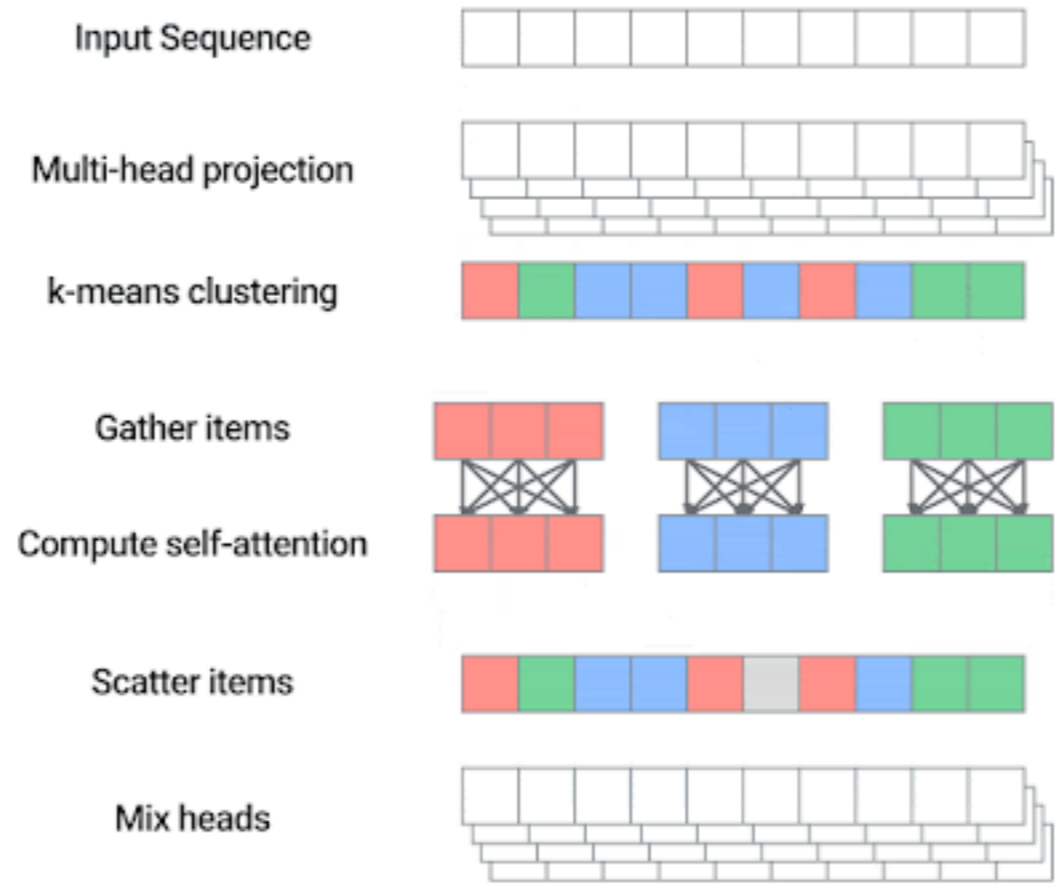 Input Sequence
Multi-head projection
k-means clustering
Gather items
Compute self-attention
Scatter items
Mix heads